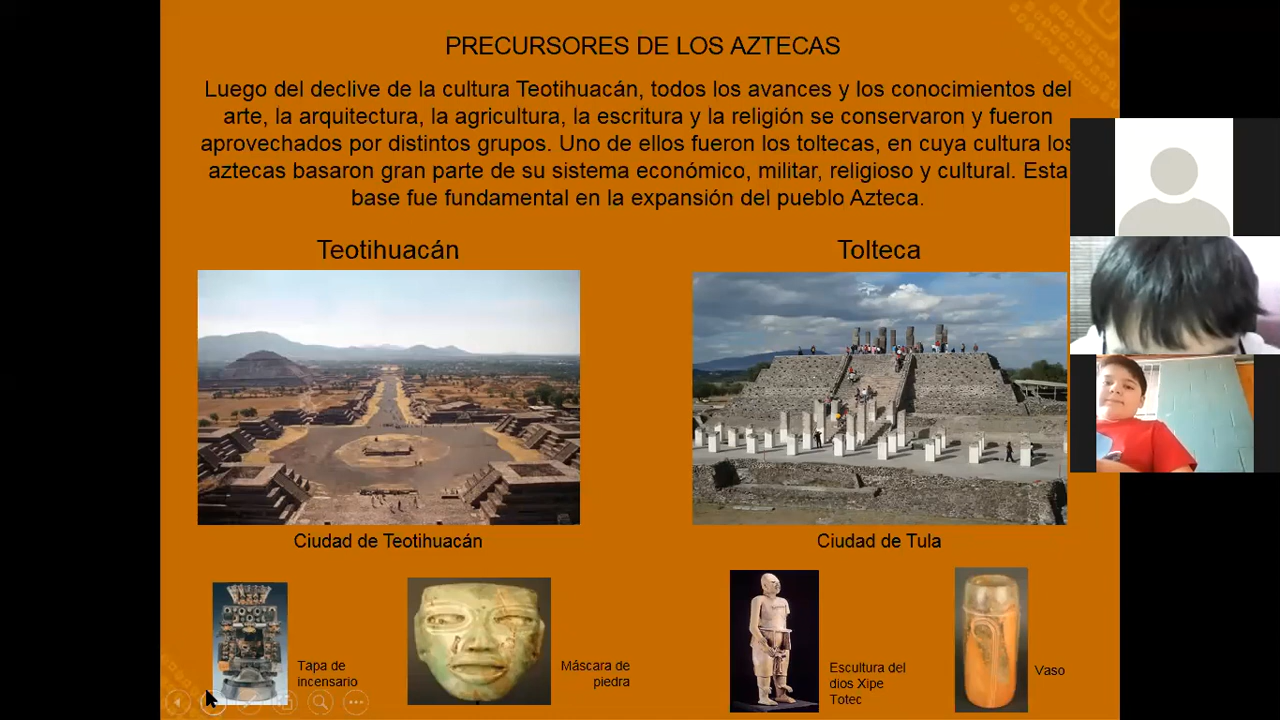 PRECURSORES DE LOS AZTECAS
Luego del declive de la cultura Teotihuacán, todos los avances y los conocimientos del
arte, la arquitectura, la agricultura, la escritura y la religión se conservaron y fueron
aprovechados por distintos grupos. Uno de ellos fueron los toltecas, en cuya cultura los
aztecas basaron gran parte de su sistema económico, militar, religioso y cultural. Esta
base fue fundamental en la expansión del pueblo Azteca.
Teotihuacán
Tolteca
Ciudad de Teotihuacán
Ciudad de Tula
Tapa de
incensario
Máscara de
piedra
Escultura del
dios Xipe
Totec
Vaso